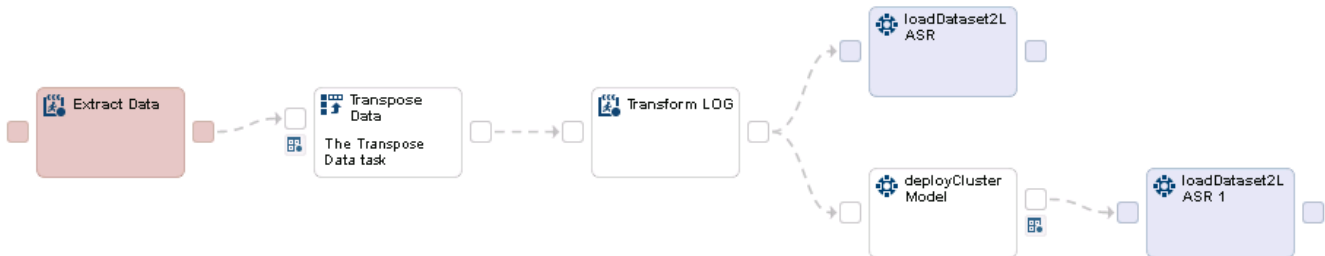 Extract Data
Transpose
Data
The Transpose
Data task
Transform LOG
loadDataset2L
ASR
deployCluster
Model
loadDataset2L
ASR 1